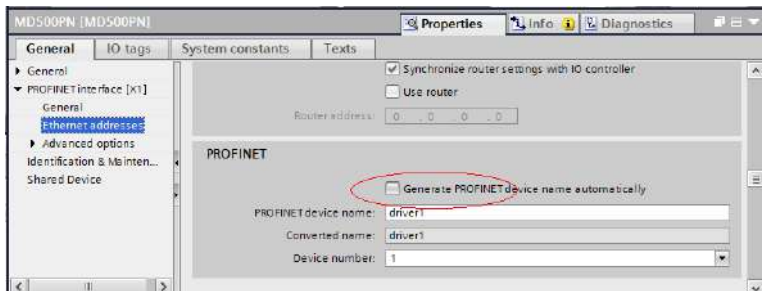 MD500PN [MD500PN]
Properties Info Diagnostics
General IO tags System constants Texts
General
PROFINET interface [X1]
General
Ethernet addresses
Advanced options
Identification & Mainten...
Shared Device
Synchronize router settings with IO controller
Use router
Router address: 0 . 0 . 0 . 0
PROFINET
Generate PROFINET device name automatically
PROFINET device name: driver1
Converted name: driver1
Device number: 1